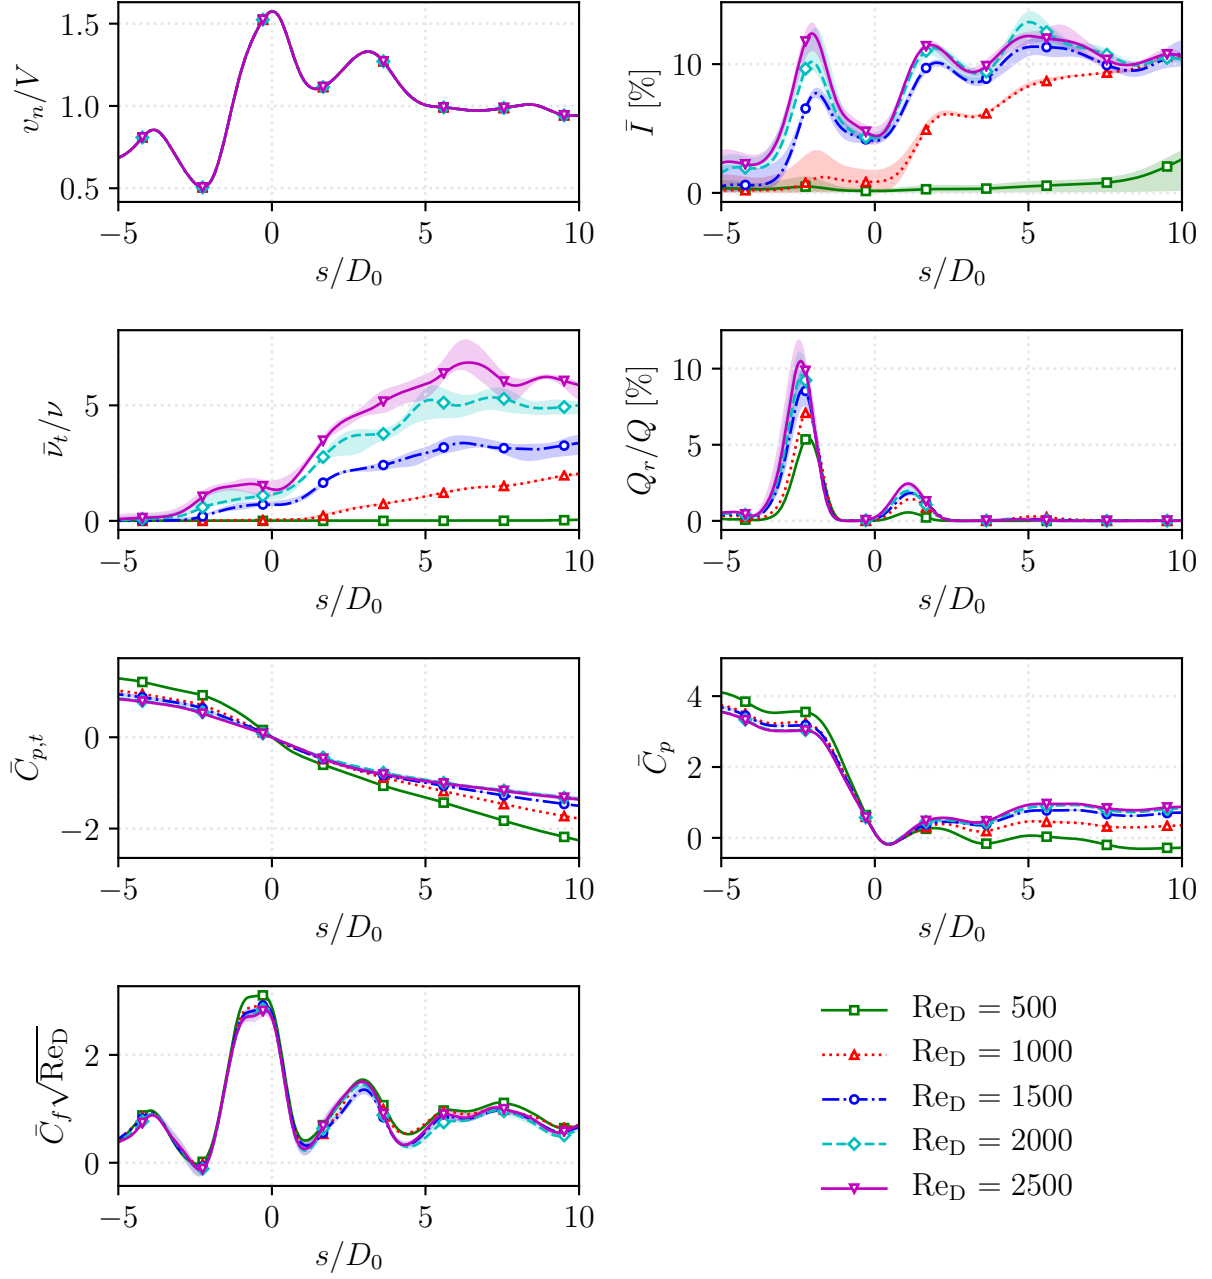 v_n/V
1.5
1.0
0.5
−5 0 5 10
s/D_0
Ī [%]
10
0
−5 0 5 10
s/D_0
ν̄_t/ν
5
0
−5 0 5 10
s/D_0
Q_r/Q [%]
10
5
0
−5 0 5 10
s/D_0
C̄_{p,t}
0
−2
−5 0 5 10
s/D_0
C̄_p
4
2
0
−5 0 5 10
s/D_0
C̄_f√Re_D
2
0
−5 0 5 10
s/D_0
Re_D = 500
Re_D = 1000
Re_D = 1500
Re_D = 2000
Re_D = 2500